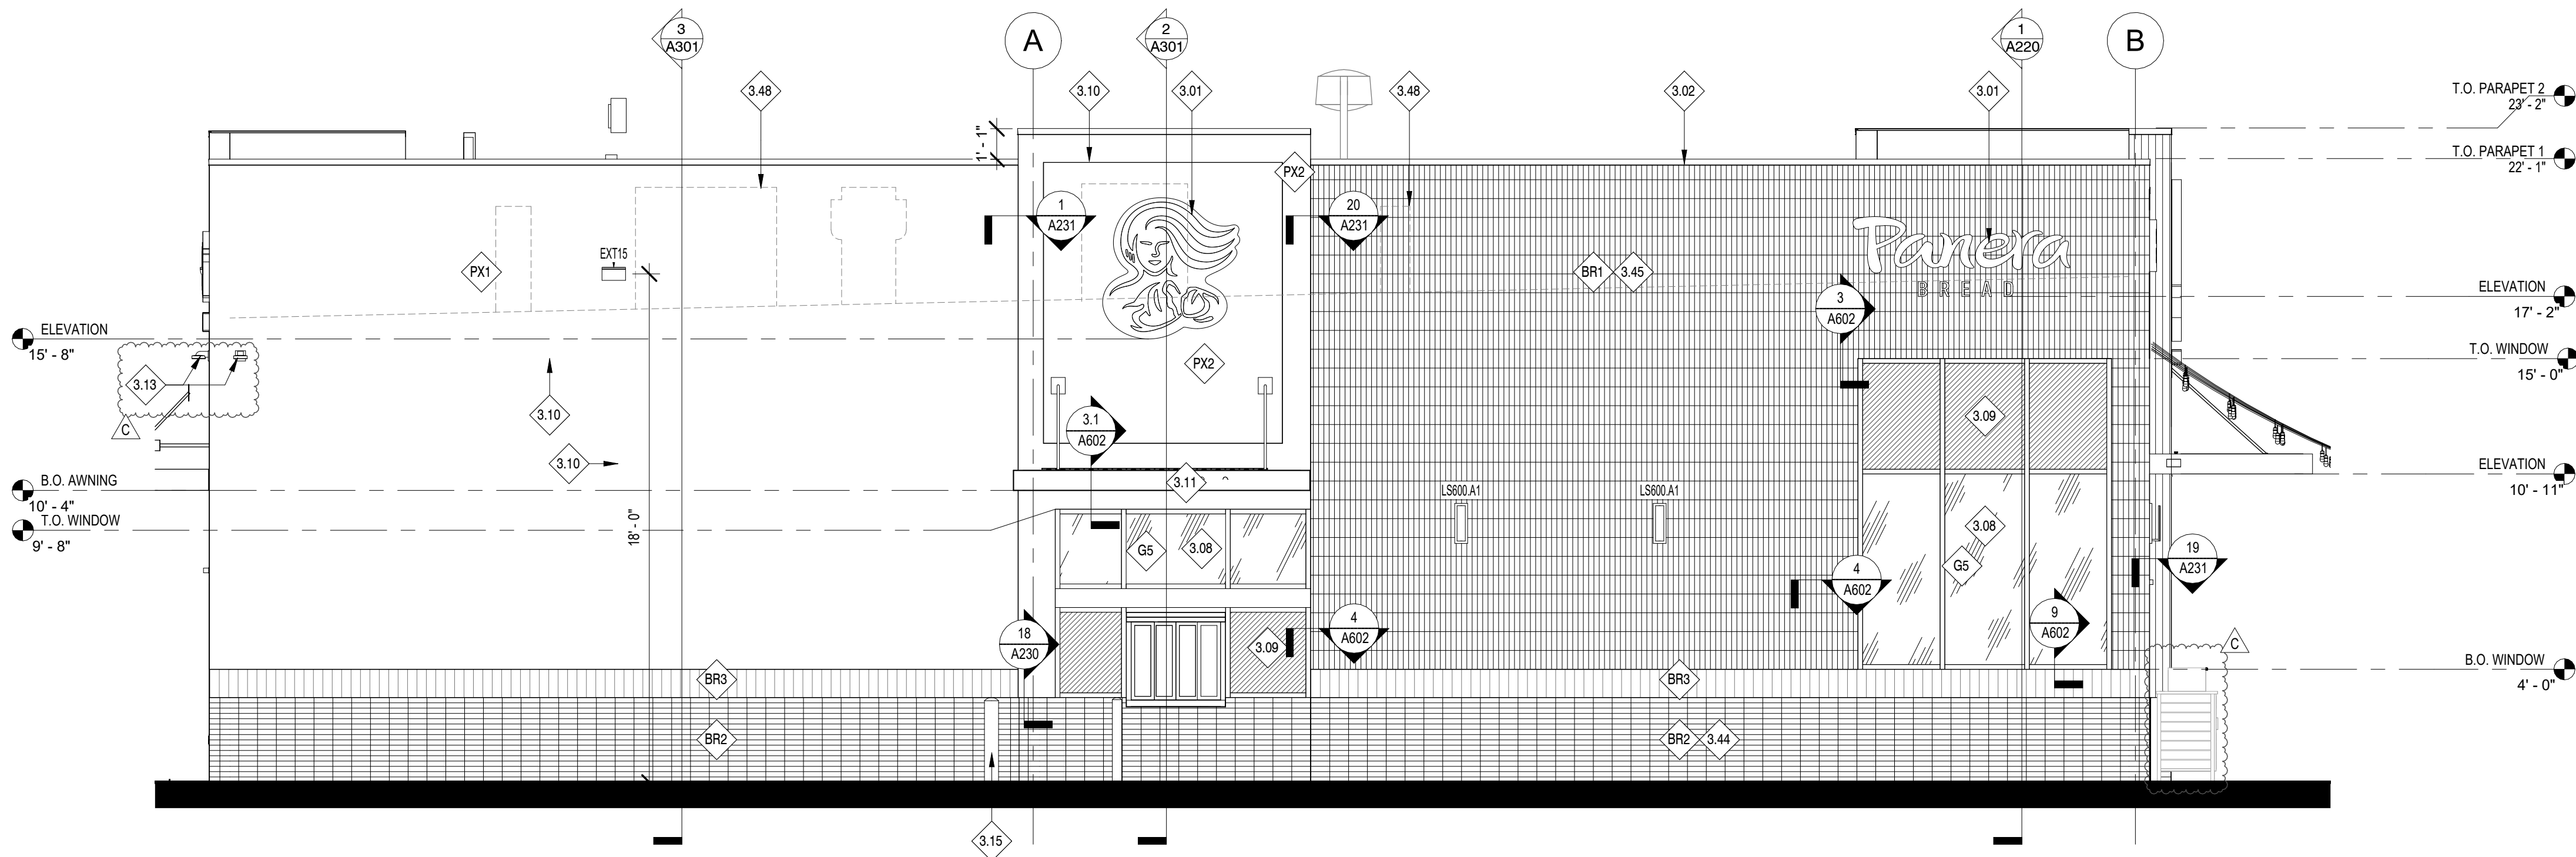 3
A301
A
2
A301
1
A220
B
3.48
3.10
3.01
3.48
3.02
3.01
T.O. PARAPET 2
23' - 2"
1' - 1"
T.O. PARAPET 1
22' - 1"
PX2
1
A231
20
A231
EXT15
PX1
BR1
3.45
Panera
BREAD
ELEVATION
17' - 2"
3
A602
ELEVATION
15' - 8"
T.O. WINDOW
15' - 0"
PX2
3.13
C
3.10
3.09
3.1
A602
3.10
ELEVATION
10' - 11"
B.O. AWNING
10' - 4"
3.11
LS600.A1
LS600.A1
T.O. WINDOW
9' - 8"
18' - 0"
G5
3.08
3.08
G5
19
A231
4
A602
9
A602
18
A230
3.09
4
A602
C
B.O. WINDOW
4' - 0"
BR3
BR3
BR2
BR2
3.44
3.15